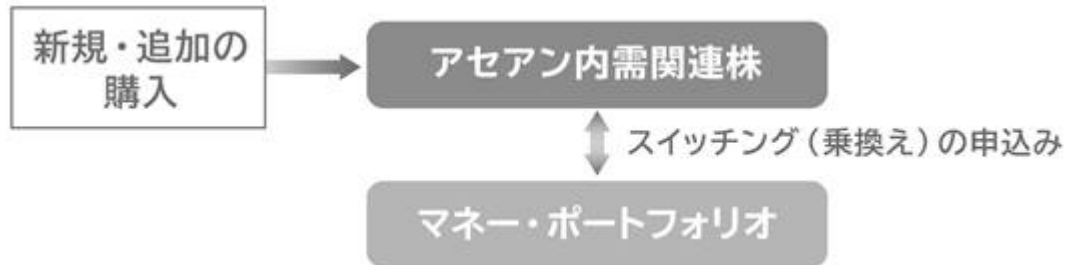 新規・追加の
購入
アセアン内需関連株
スイッチング(乗換え)の申込み
マネー・ポートフォリオ